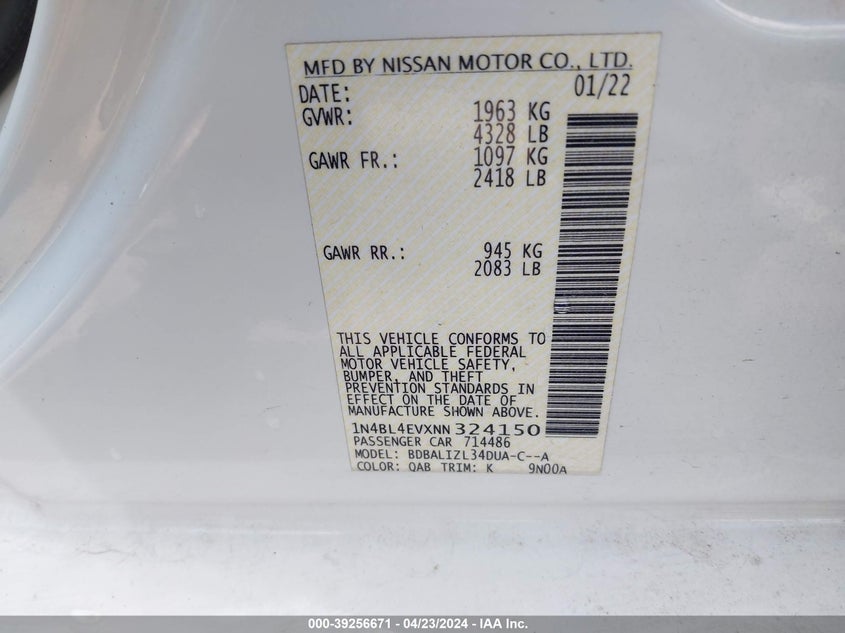 MFD BY NISSAN MOTOR CO., LTD.
DATE: 01/22
GVWR: 1963 KG
4328 LB
GAWR FR.: 1097 KG
2418 LB
GAWR RR.: 945 KG
2083 LB
THIS VEHICLE CONFORMS TO
ALL APPLICABLE FEDERAL
MOTOR VEHICLE SAFETY,
BUMPER, AND THEFT
PREVENTION STANDARDS IN
EFFECT ON THE DATE OF
MANUFACTURE SHOWN ABOVE.
1N4BL4EVXNN324150
PASSENGER CAR 714486
MODEL: BDBALIZL34DUA-C--A
COLOR: QAB TRIM: K 9N00A
000-39256671 - 04/23/2024 - IAA Inc.